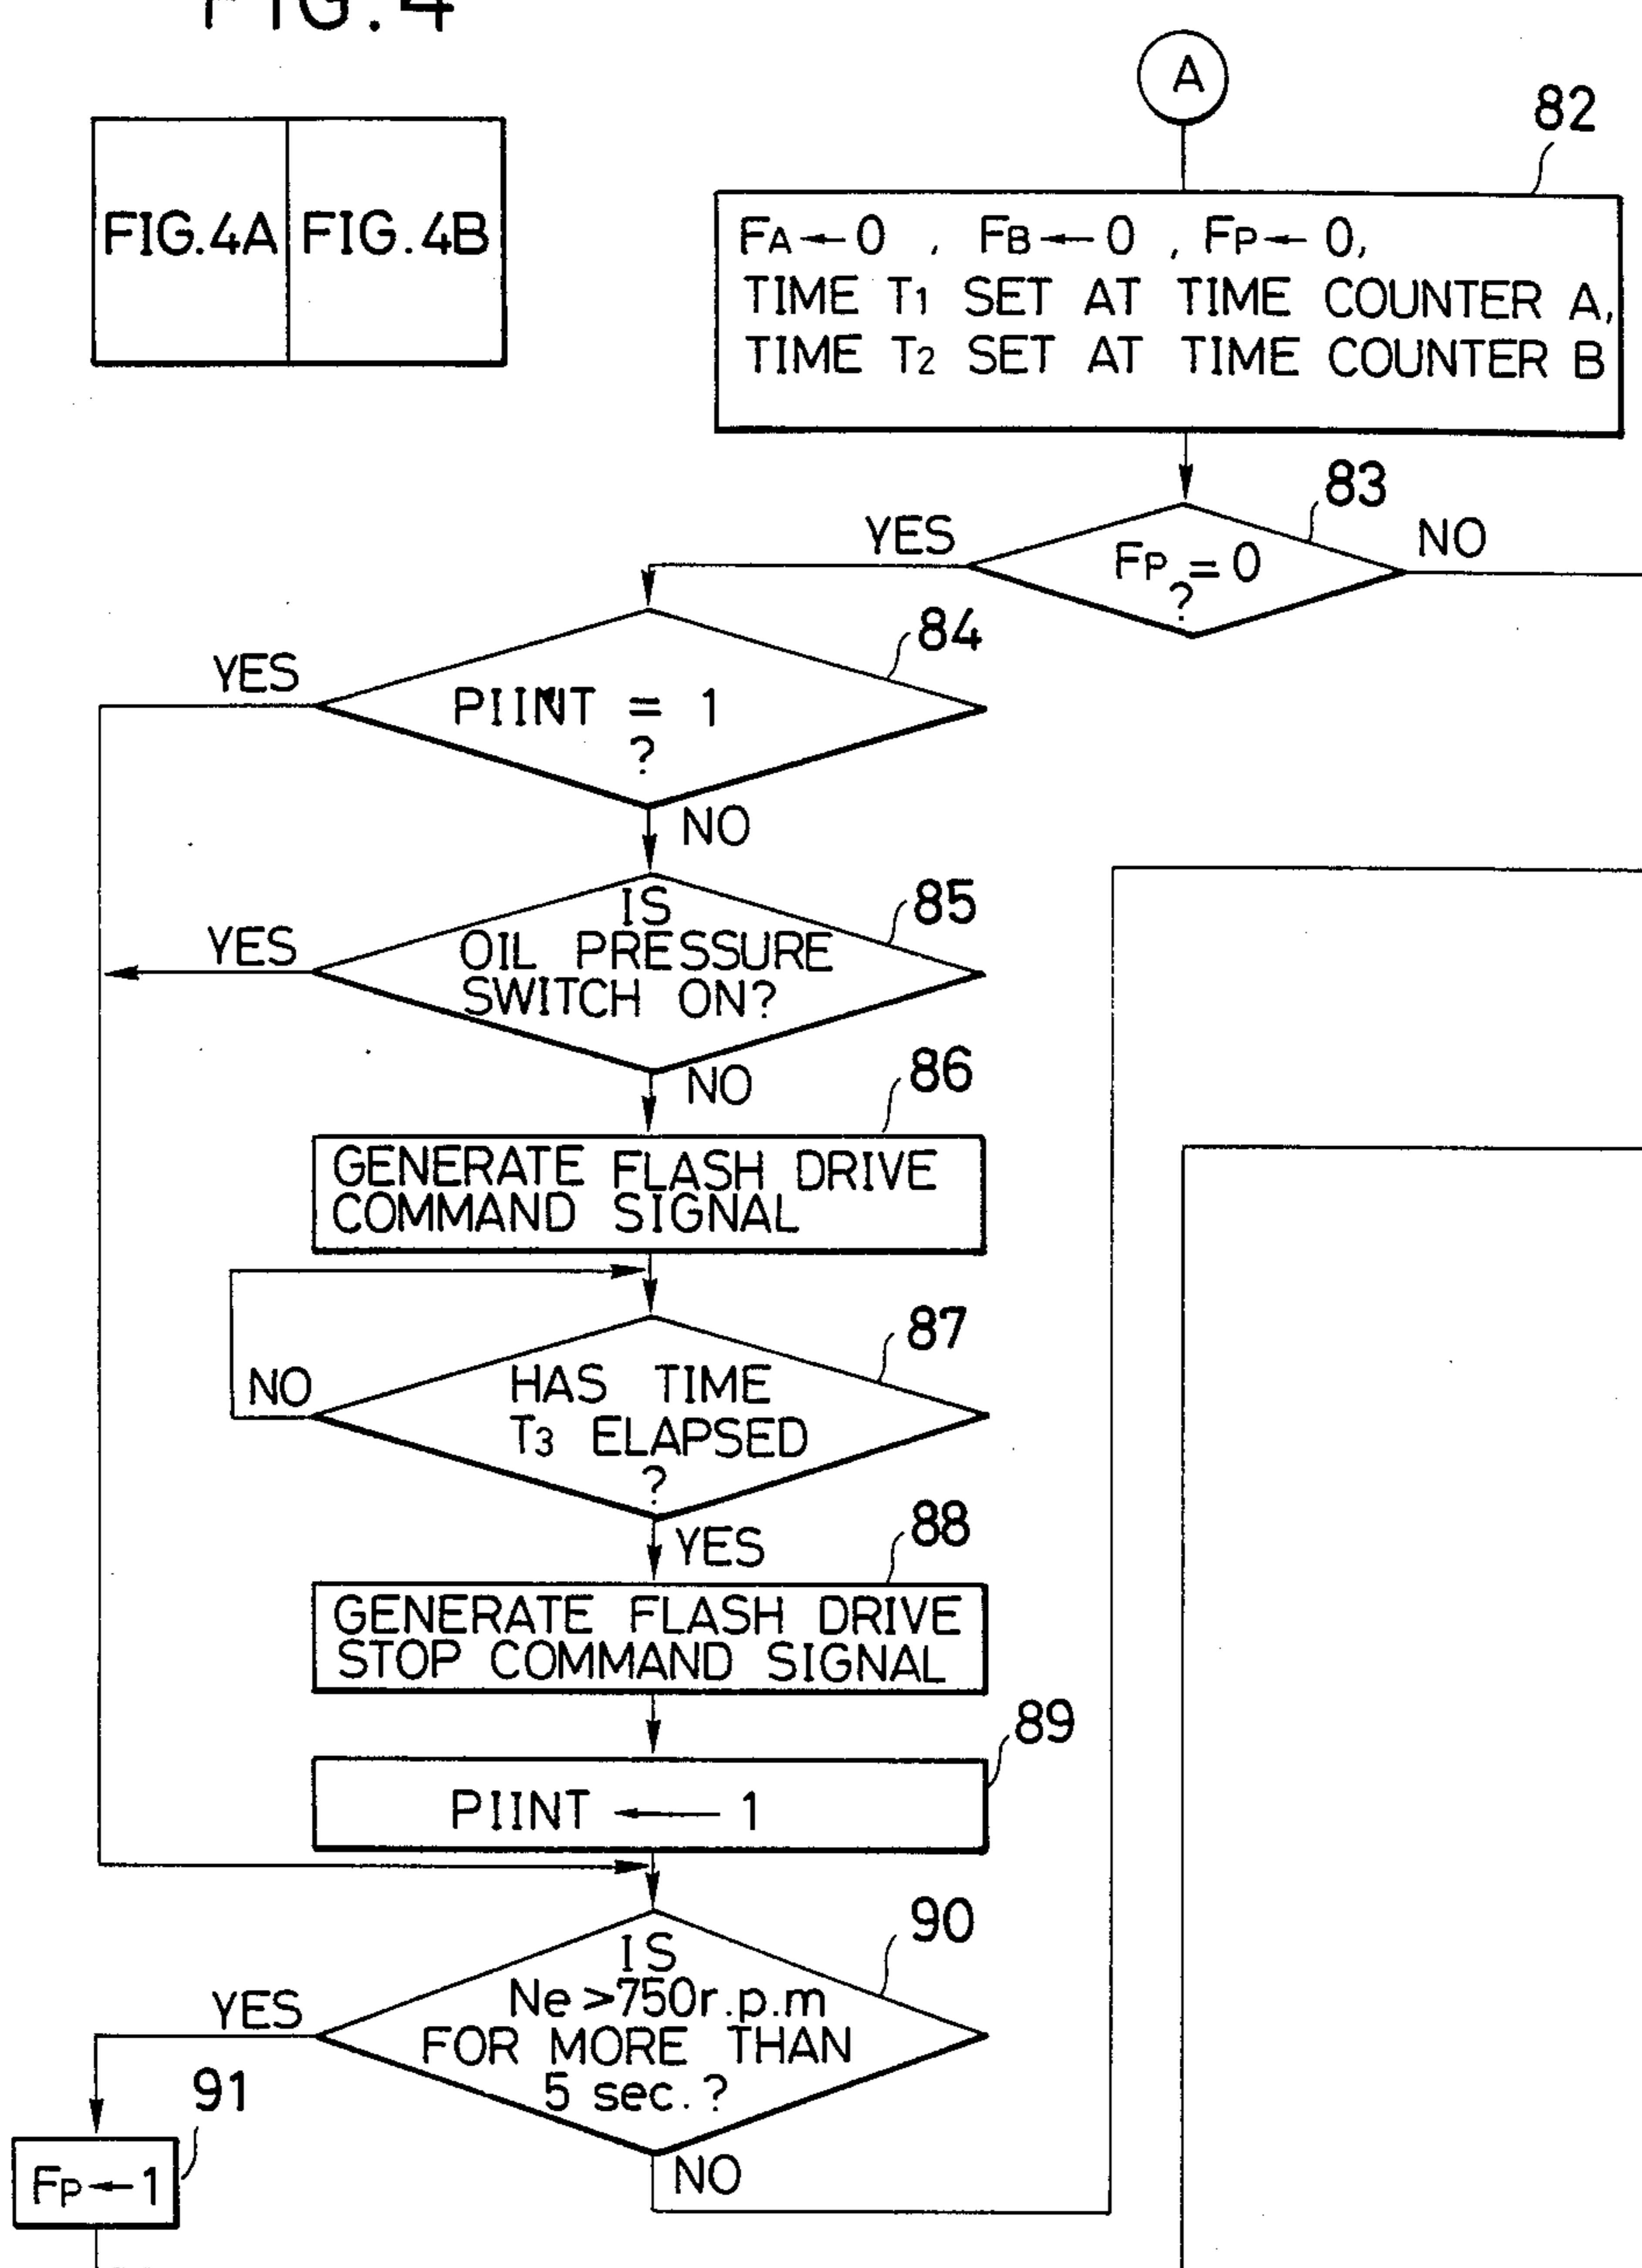 FIG.4
FIG.4A FIG.4B
A
82
FA←0 , FB←0 , FP←0,
TIME T1 SET AT TIME COUNTER A,
TIME T2 SET AT TIME COUNTER B
83
YES
FP=0
?
NO
84
YES
PIINT = 1
?
NO
85
YES
IS
OIL PRESSURE
SWITCH ON?
NO
86
GENERATE FLASH DRIVE
COMMAND SIGNAL
87
NO
HAS TIME
T3 ELAPSED
?
YES
88
GENERATE FLASH DRIVE
STOP COMMAND SIGNAL
89
PIINT ← 1
90
YES
IS
Ne>750r.p.m
FOR MORE THAN
5 sec.?
NO
91
FP←1